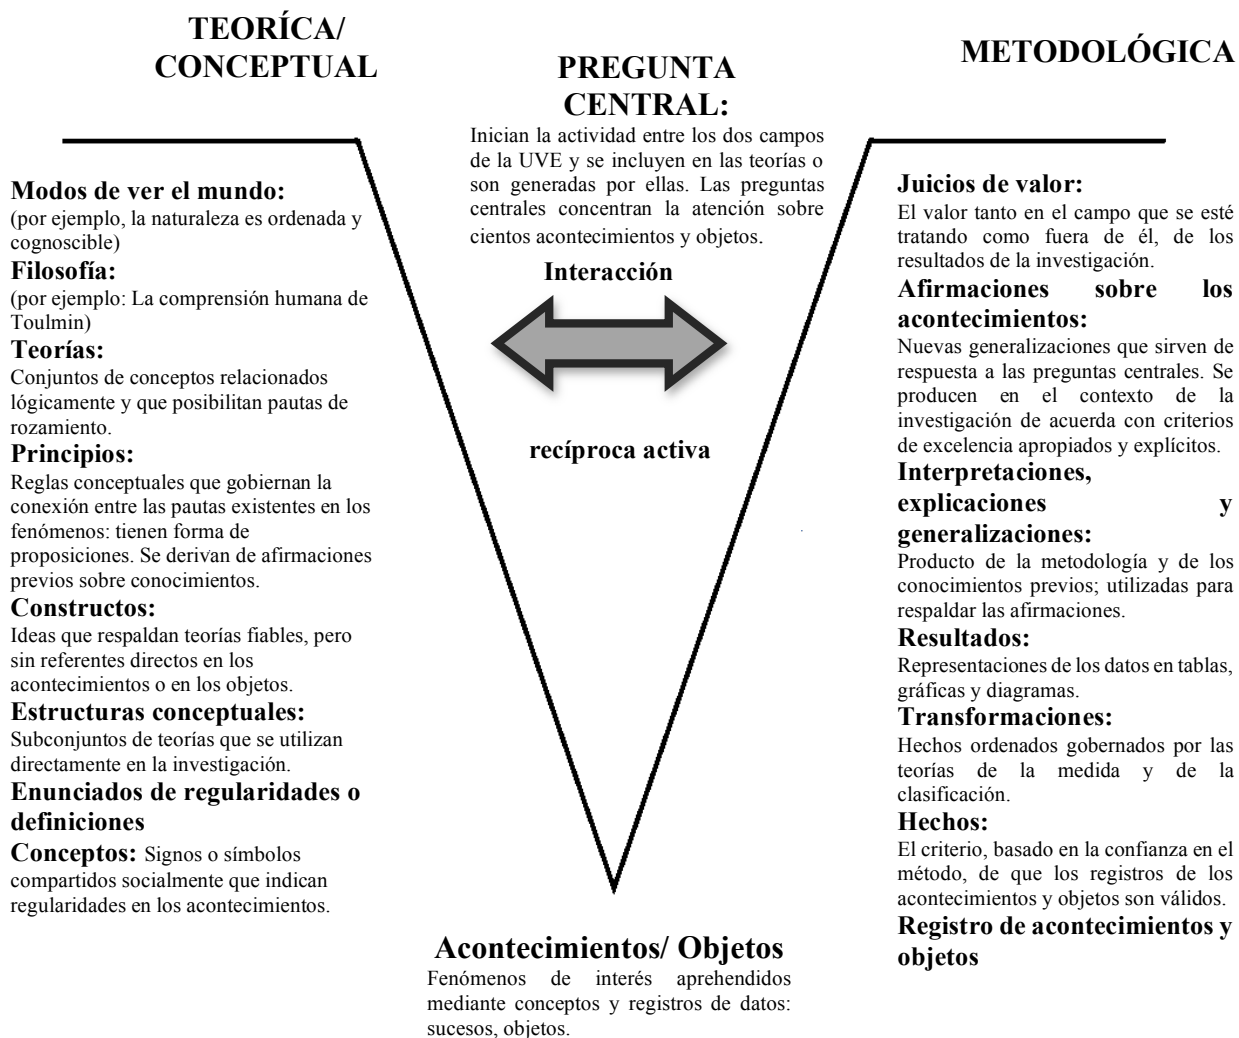 TEORÍCA/
CONCEPTUAL
PREGUNTA
CENTRAL:
Inician la actividad entre los dos campos
de la UVE y se incluyen en las teorías o
son generadas por ellas. Las preguntas
centrales concentran la atención sobre
cientos acontecimientos y objetos.
Interacción
recíproca activa
METODOLÓGICA
Modos de ver el mundo:
(por ejemplo, la naturaleza es ordenada y
cognoscible)
Filosofía:
(por ejemplo: La comprensión humana de
Toulmin)
Teorías:
Conjuntos de conceptos relacionados
lógicamente y que posibilitan pautas de
rozamiento.
Principios:
Reglas conceptuales que gobiernan la
conexión entre las pautas existentes en los
fenómenos: tienen forma de
proposiciones. Se derivan de afirmaciones
previos sobre conocimientos.
Constructos:
Ideas que respaldan teorías fiables, pero
sin referentes directos en los
acontecimientos o en los objetos.
Estructuras conceptuales:
Subconjuntos de teorías que se utilizan
directamente en la investigación.
Enunciados de regularidades o
definiciones
Conceptos: Signos o símbolos
compartidos socialmente que indican
regularidades en los acontecimientos.
Juicios de valor:
El valor tanto en el campo que se esté
tratando como fuera de él, de los
resultados de la investigación.
Afirmaciones sobre los
acontecimientos:
Nuevas generalizaciones que sirven de
respuesta a las preguntas centrales. Se
producen en el contexto de la
investigación de acuerda con criterios
de excelencia apropiados y explícitos.
Interpretaciones,
explicaciones y
generalizaciones:
Producto de la metodología y de los
conocimientos previos; utilizadas para
respaldar las afirmaciones.
Resultados:
Representaciones de los datos en tablas,
gráficas y diagramas.
Transformaciones:
Hechos ordenados gobernados por las
teorías de la medida y de la
clasificación.
Hechos:
El criterio, basado en la confianza en el
método, de que los registros de los
acontecimientos y objetos son válidos.
Registro de acontecimientos y
objetos
Acontecimientos/ Objetos
Fenómenos de interés aprehendidos
mediante conceptos y registros de datos:
sucesos, objetos.